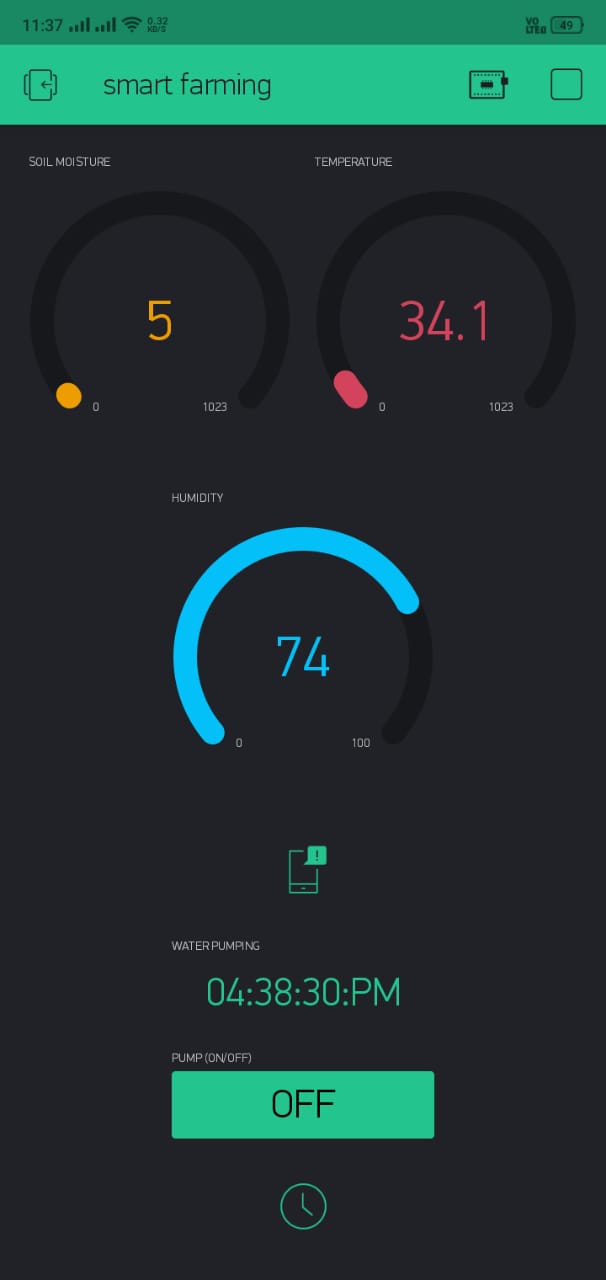 11:37 0.32 KB/S VO LTE 49
smart farming
SOIL MOISTURE TEMPERATURE
5 34.1
0 1023 0 1023
HUMIDITY
74
0 100
!
WATER PUMPING
04:38:30:PM
PUMP (ON/OFF)
OFF